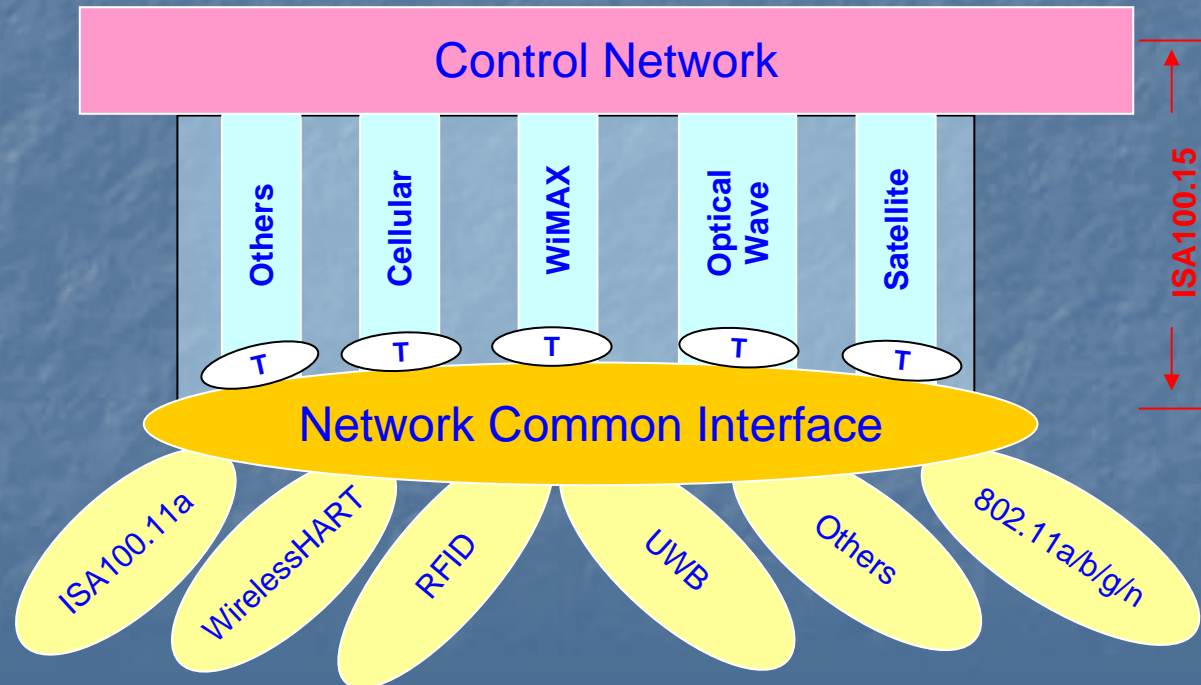 Control Network
Others
Cellular
WiMAX
Optical
Wave
Satellite
ISA100.15
T
T
T
T
T
Network Common Interface
ISA100.11a
WirelessHART
RFID
UWB
Others
802.11a/b/g/n